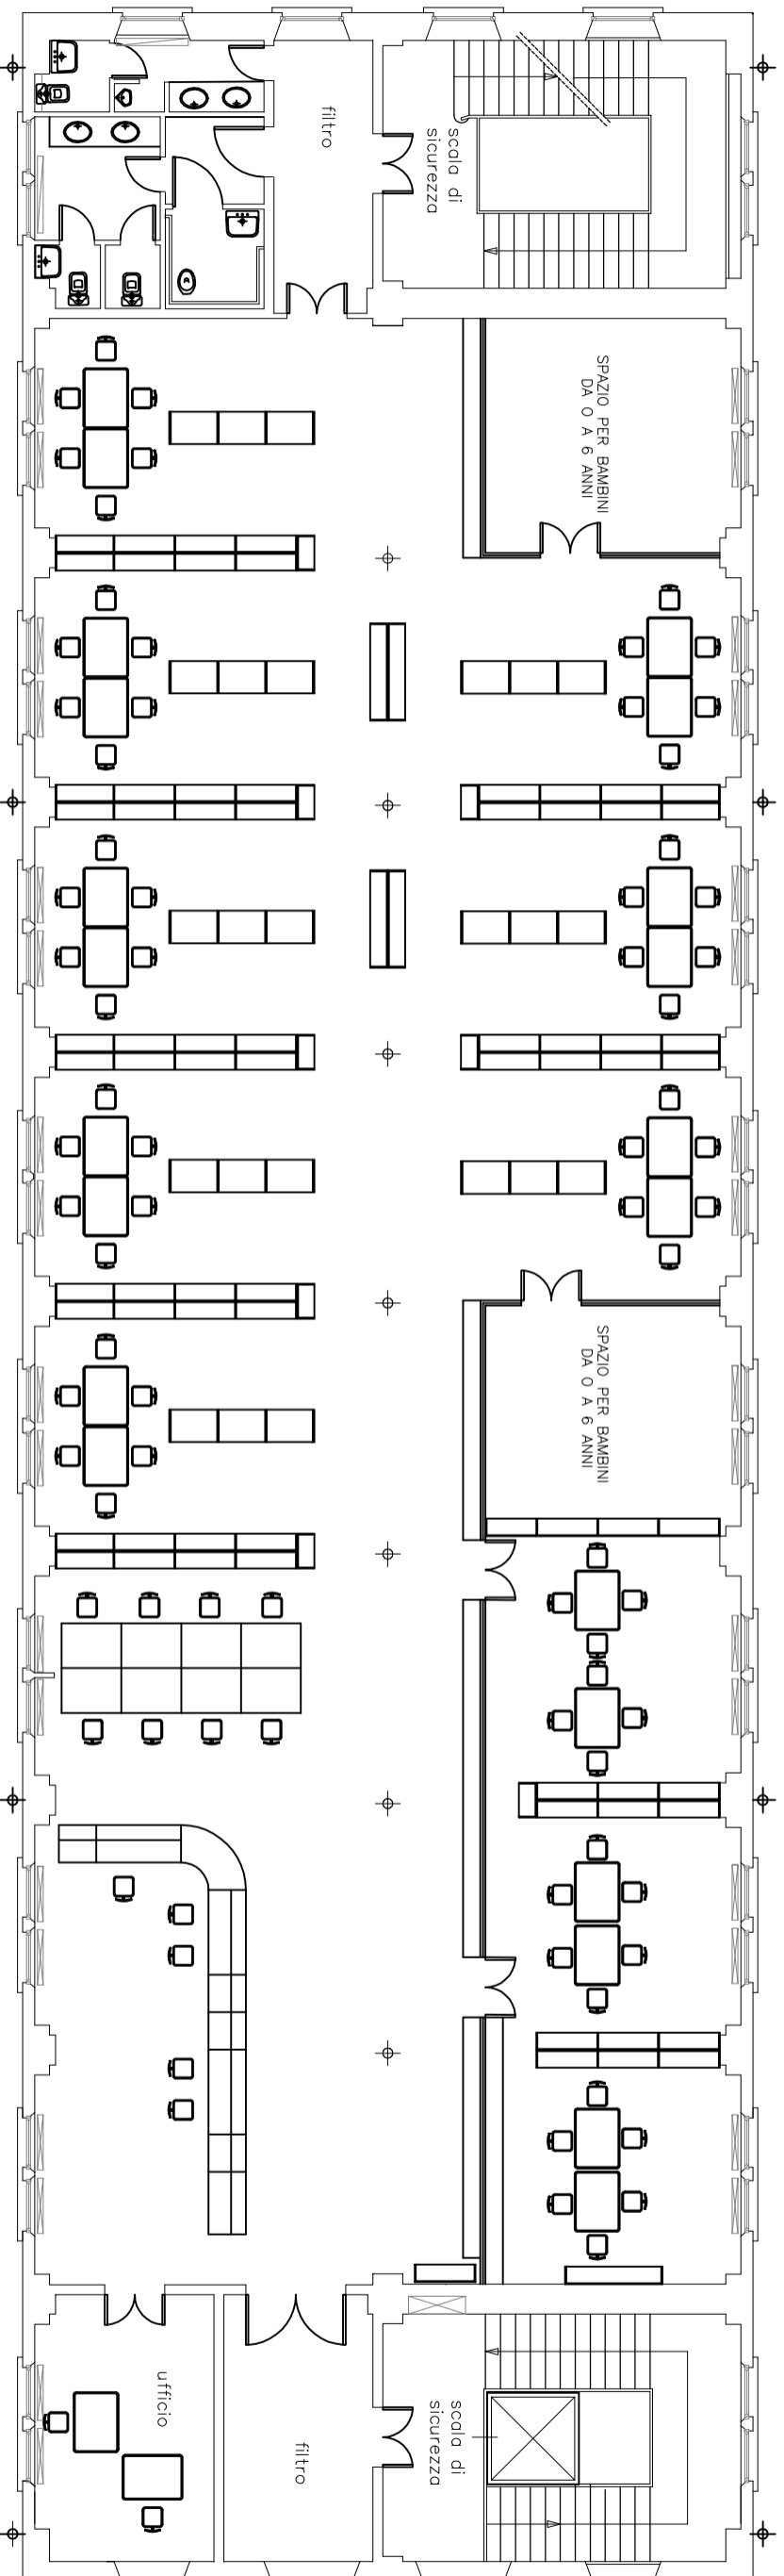 filtro
scala di
sicurezza
SPAZIO PER BAMBINI
DA 0 A 6 ANNI
SPAZIO PER BAMBINI
DA 0 A 6 ANNI
ufficio
filtro
scala di
sicurezza